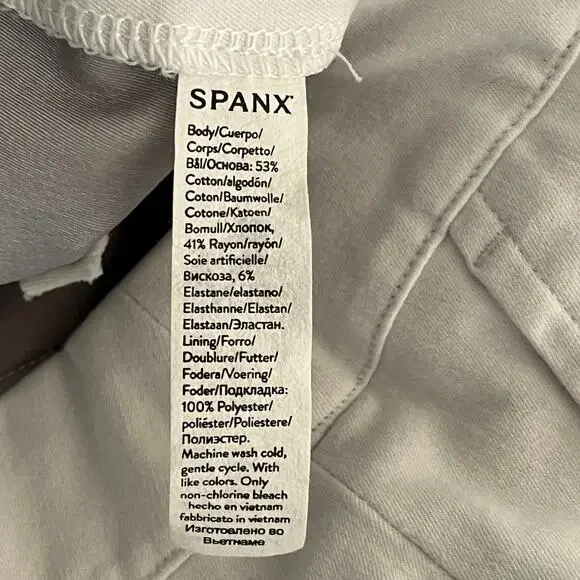 SPANX
Body/Cuerpo/
Corps/Corpetto/
Bål/Основа: 53%
Cotton/algodón/
Coton/Baumwolle/
Cotone/Katoen/
Bomull/Хлопок,
41% Rayon/rayón/
Soie artificielle/
Вискоза, 6%
Elastane/elastano/
Elasthanne/Elastan/
Elastaan/Эластан.
Lining/Forro/
Doublure/Futter/
Fodera/Voering/
Foder/Подкладка:
100% Polyester/
poliéster/Poliestere/
Полиэстер.
Machine wash cold,
gentle cycle. With
like colors. Only
non-chlorine bleach
hecho en vietnam
fabbricato in vietnam
Изготовлено во
Вьетнаме